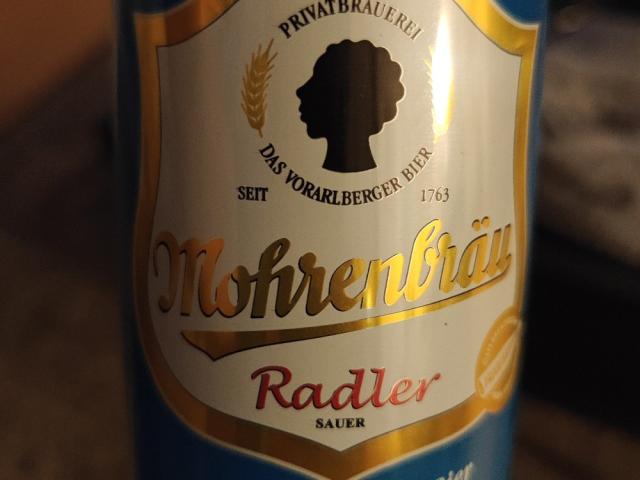 PRIVATBRAUEREI
DAS VORARLBERGER BIER
SEIT 1763
Mohrenbräu
Radler
SAUER